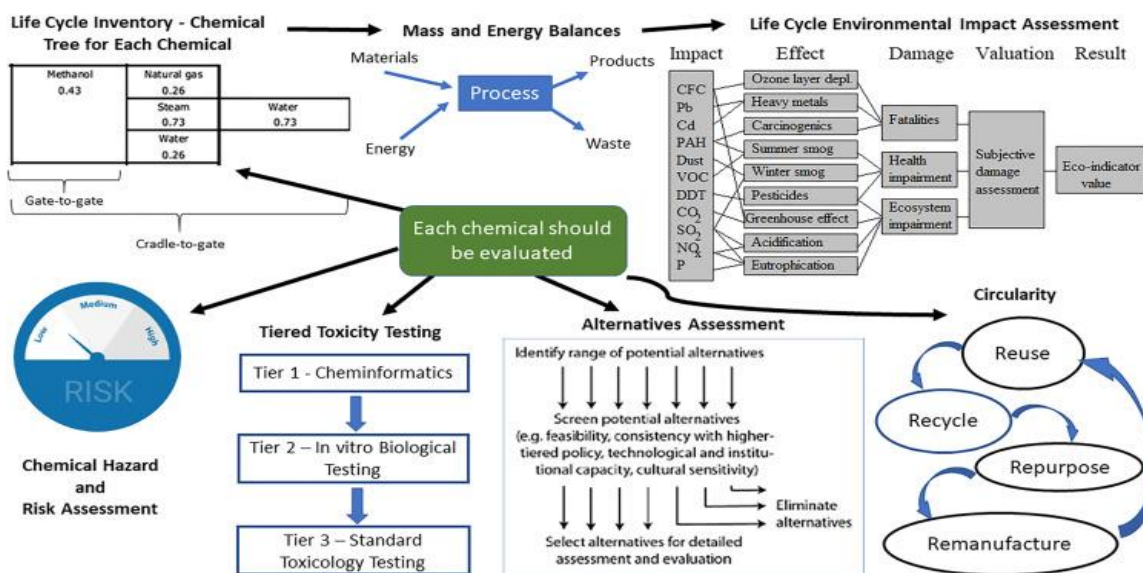 Life Cycle Inventory - Chemical
Tree for Each Chemical
Methanol
0.43
Natural gas
0.26
Steam
0.73
Water
0.73
Water
0.26
Gate-to-gate
Cradle-to-gate
Mass and Energy Balances
Materials
Products
Process
Energy
Waste
Life Cycle Environmental Impact Assessment
Impact
Effect
Damage
Valuation
Result
CFC
Pb
Cd
PAH
Dust
VOC
DDT
CO2
SO2
NOx
P
Ozone layer depl.
Heavy metals
Carcinogenics
Summer smog
Winter smog
Pesticides
Greenhouse effect
Acidification
Eutrophication
Fatalities
Health
impairment
Ecosystem
impairment
Subjective
damage
assessment
Eco-indicator
value
Each chemical should
be evaluated
Low
Medium
High
RISK
Chemical Hazard
and
Risk Assessment
Tiered Toxicity Testing
Tier 1 - Cheminformatics
Tier 2 – In vitro Biological
Testing
Tier 3 – Standard
Toxicology Testing
Alternatives Assessment
Identify range of potential alternatives
Screen potential alternatives
(e.g. feasibility, consistency with higher-
tiered policy, technological and institu-
tional capacity, cultural sensitivity)
Eliminate
alternatives
Select alternatives for detailed
assessment and evaluation
Circularity
Reuse
Recycle
Repurpose
Remanufacture